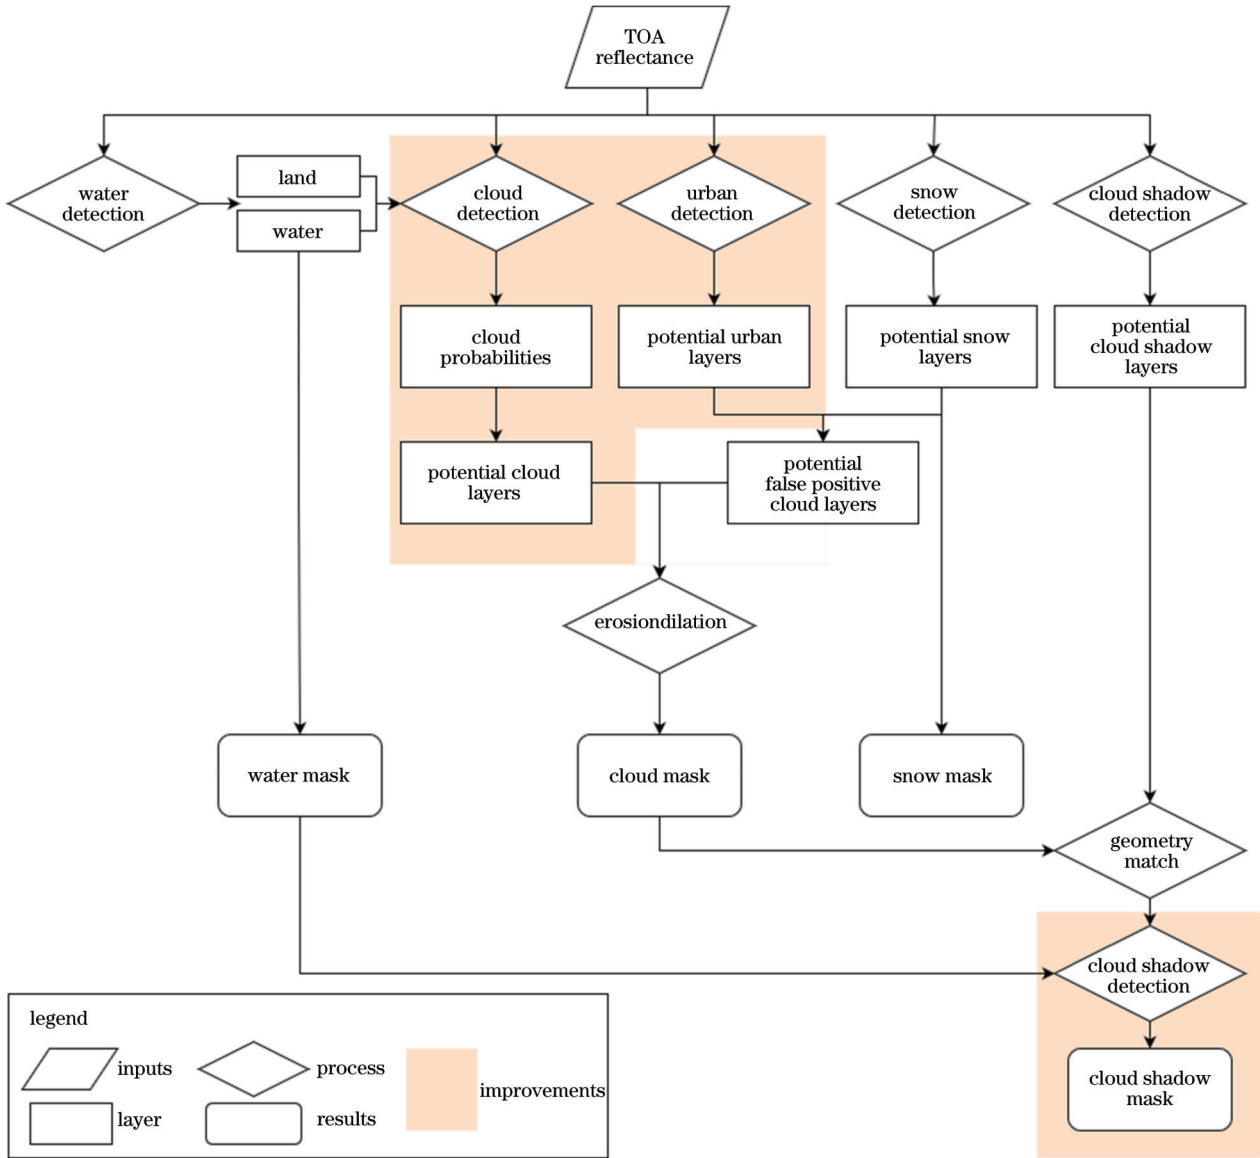 TOA
reflectance
water
detection
land
water
cloud
detection
urban
detection
snow
detection
cloud shadow
detection
cloud
probabilities
potential urban
layers
potential snow
layers
potential
cloud shadow
layers
potential cloud
layers
potential
false positive
cloud layers
erosiondilation
water mask
cloud mask
snow mask
geometry
match
cloud shadow
detection
cloud shadow
mask
legend
inputs
process
improvements
layer
results